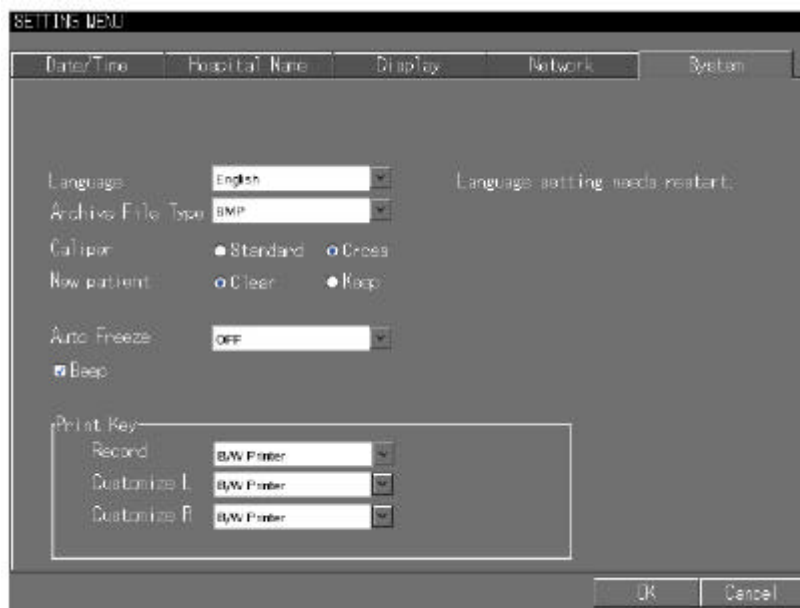 SETTING MENU
Date/Time Hospital Name Display Network System
Language English Language setting needs restart.
Archive File Type BMP
Caliper Standard Cross
New patient Clear Keep
Auto Freeze OFF
Beep
Print Key
Record B/W Printer
Customize L B/W Printer
Customize R B/W Printer
OK Cancel